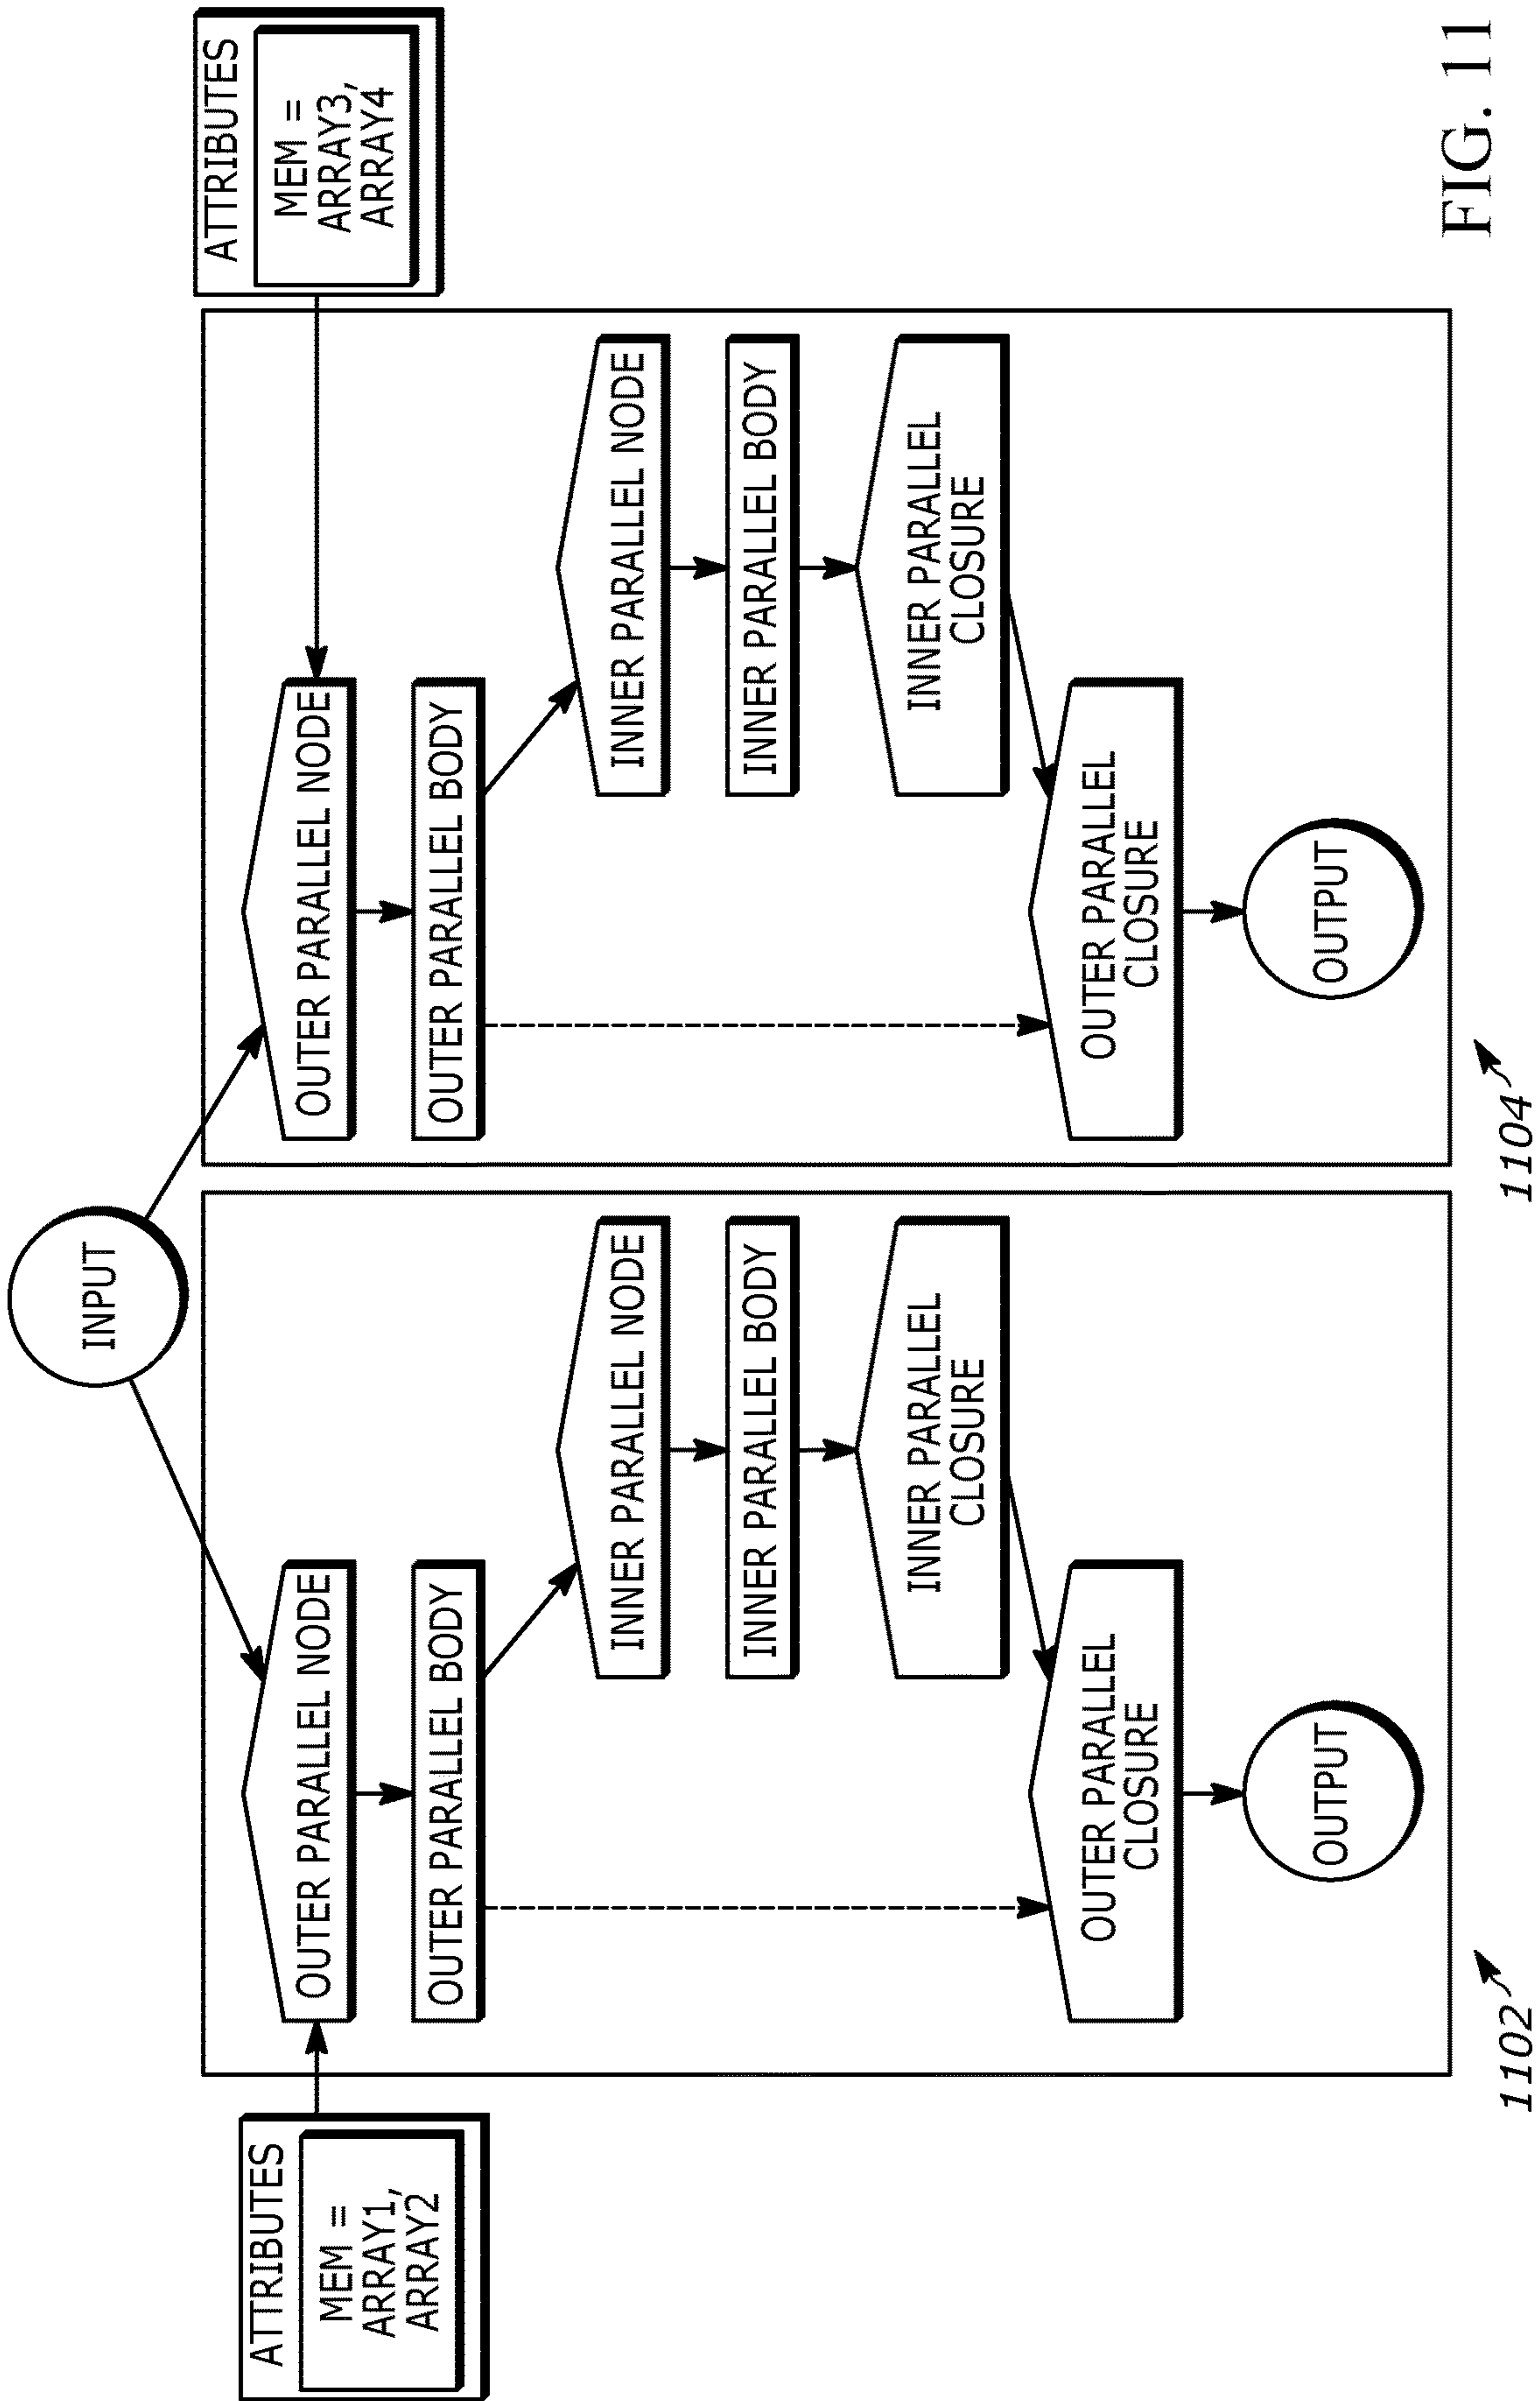 INPUT
ATTRIBUTES
MEM =
ARRAY1,
ARRAY2
OUTER PARALLEL NODE
OUTER PARALLEL BODY
INNER PARALLEL NODE
INNER PARALLEL BODY
INNER PARALLEL
CLOSURE
OUTER PARALLEL
CLOSURE
OUTPUT
1102
ATTRIBUTES
MEM =
ARRAY3,
ARRAY4
OUTER PARALLEL NODE
OUTER PARALLEL BODY
INNER PARALLEL NODE
INNER PARALLEL BODY
INNER PARALLEL
CLOSURE
OUTER PARALLEL
CLOSURE
OUTPUT
1104
FIG. 11